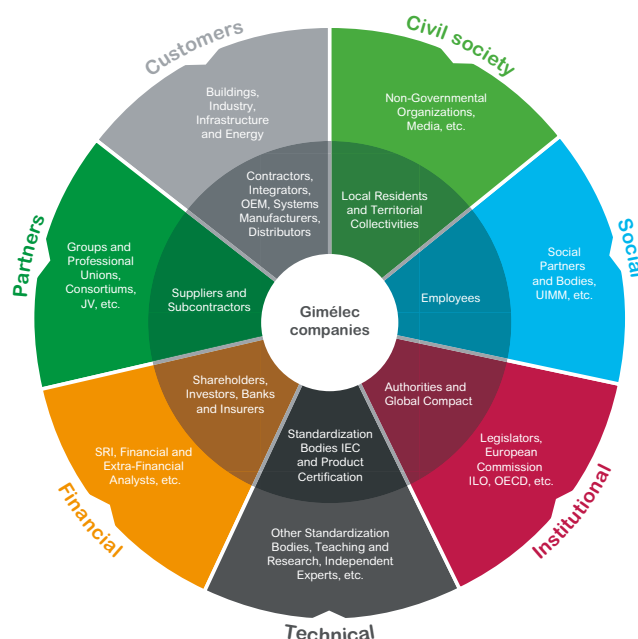 Customers
Civil society
Buildings,
Industry,
Infrastructure
and Energy
Non-Governmental
Organizations,
Media, etc.
Contractors,
Integrators,
OEM, Systems
Manufacturers,
Distributors
Local Residents
and Territorial
Collectivities
Partners
Social
Groups and
Professional
Unions,
Consortiums,
JV, etc.
Suppliers and
Subcontractors
Gimélec
companies
Employees
Social
Partners
and Bodies,
UIMM, etc.
Shareholders,
Investors, Banks
and Insurers
Authorities and
Global Compact
Standardization
Bodies IEC
and Product
Certification
SRI, Financial and
Extra-Financial
Analysts, etc.
Legislators,
European
Commission
ILO, OECD, etc.
Financial
Institutional
Other Standardization
Bodies, Teaching and
Research, Independent
Experts, etc.
Technical